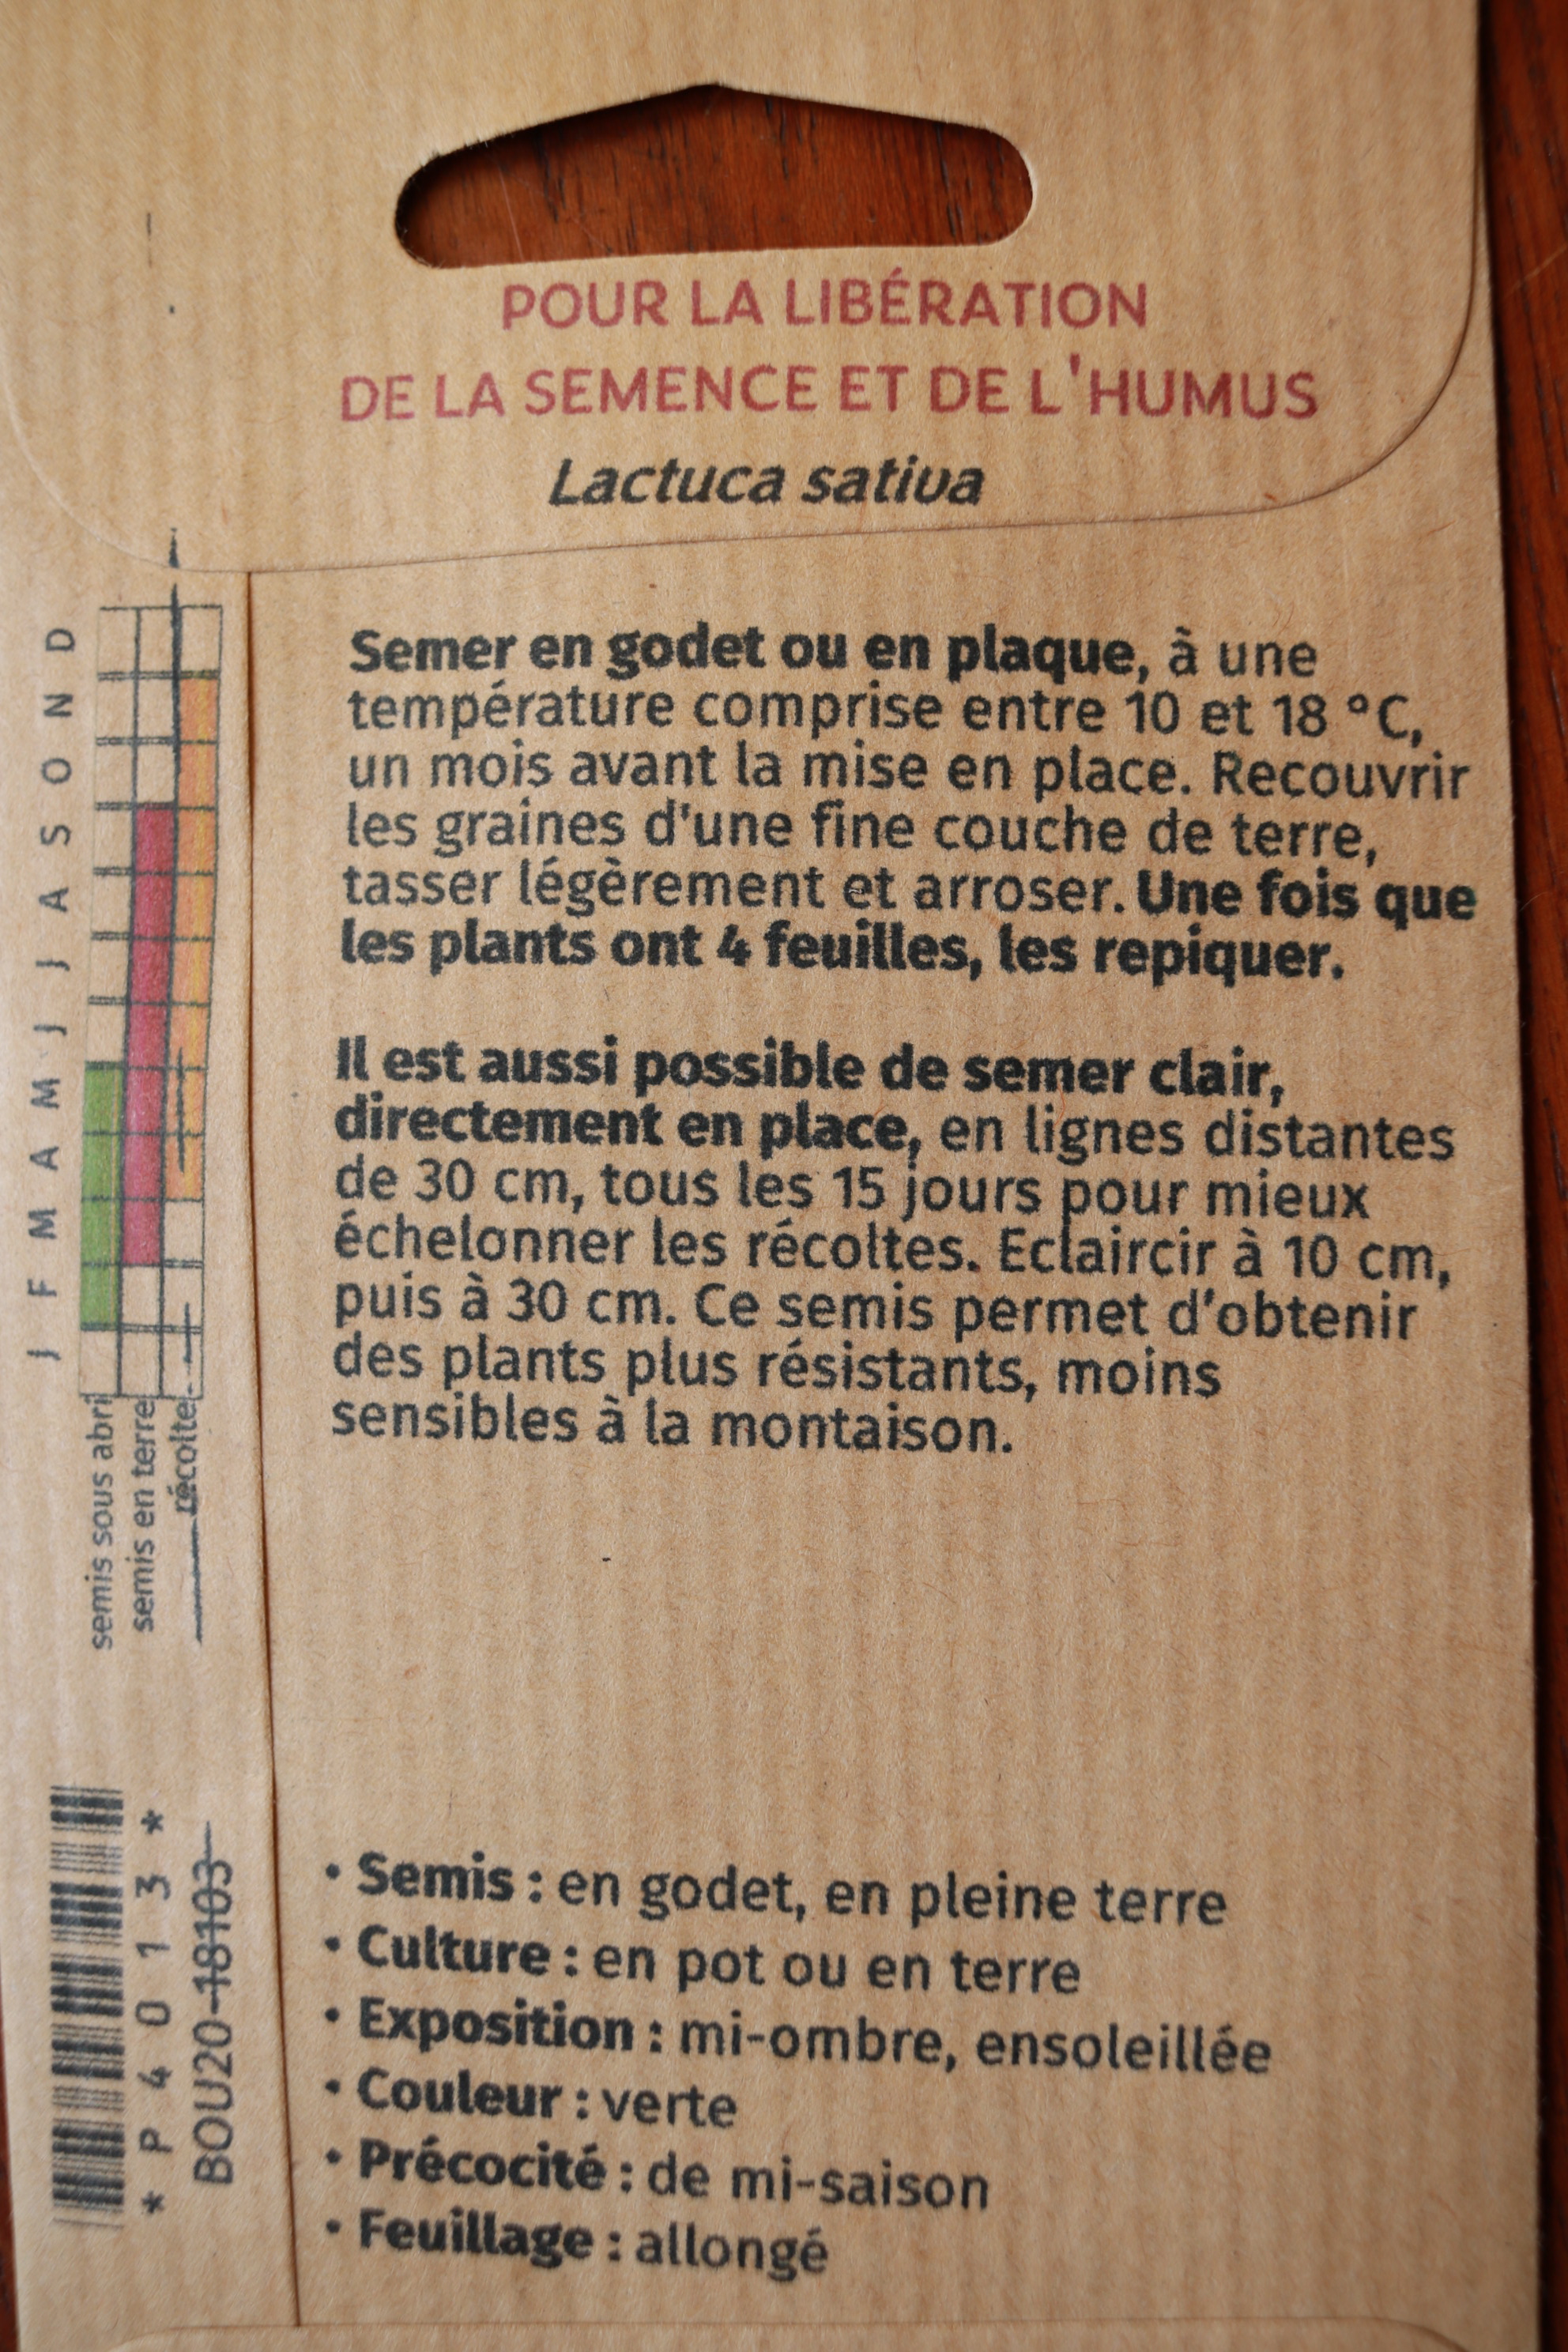 POUR LA LIBÉRATION
DE LA SEMENCE ET DE L'HUMUS
Lactuca sativa
J F M A M J J A S O N D
semis sous abri
semis en terre
récolte
Semer en godet ou en plaque, à une
température comprise entre 10 et 18 °C,
un mois avant la mise en place. Recouvrir
les graines d'une fine couche de terre,
tasser légèrement et arroser. Une fois que
les plants ont 4 feuilles, les repiquer.
Il est aussi possible de semer clair,
directement en place, en lignes distantes
de 30 cm, tous les 15 jours pour mieux
échelonner les récoltes. Eclaircir à 10 cm,
puis à 30 cm. Ce semis permet d'obtenir
des plants plus résistants, moins
sensibles à la montaison.
* P 4 0 1 3 *
BOU20-18103
• Semis : en godet, en pleine terre
• Culture : en pot ou en terre
• Exposition : mi-ombre, ensoleillée
• Couleur : verte
• Précocité : de mi-saison
• Feuillage : allongé